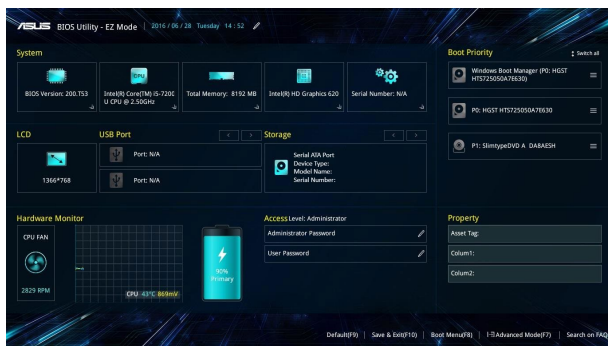 ASUS BIOS Utility - EZ Mode 2016/06/28 Tuesday 14:52
System
BIOS Version: 200.T53
CPU
Intel(R) Core(TM) i5-7200
U CPU @ 2.50GHz
Total Memory: 8192 MB
Intel(R) HD Graphics 620
Serial Number: N/A
Boot Priority
Switch all
Windows Boot Manager (P0: HGST
HTS725050A7E630)
P0: HGST HTS725050A7E630
P1: SlimtypeDVD A DA8AESH
LCD
1366*768
USB Port
Port: N/A
Port: N/A
Storage
Serial ATA Port
Device Type:
Model Name:
Serial Number:
Hardware Monitor
CPU FAN
2829 RPM
CPU 43°C 869mV
90%
Primary
Access Level: Administrator
Administrator Password
User Password
Property
Asset Tag:
Colum1:
Colum2:
Default(F9) | Save & Exit(F10) | Boot Menu(F8) | Advanced Mode(F7) | Search on FAQ